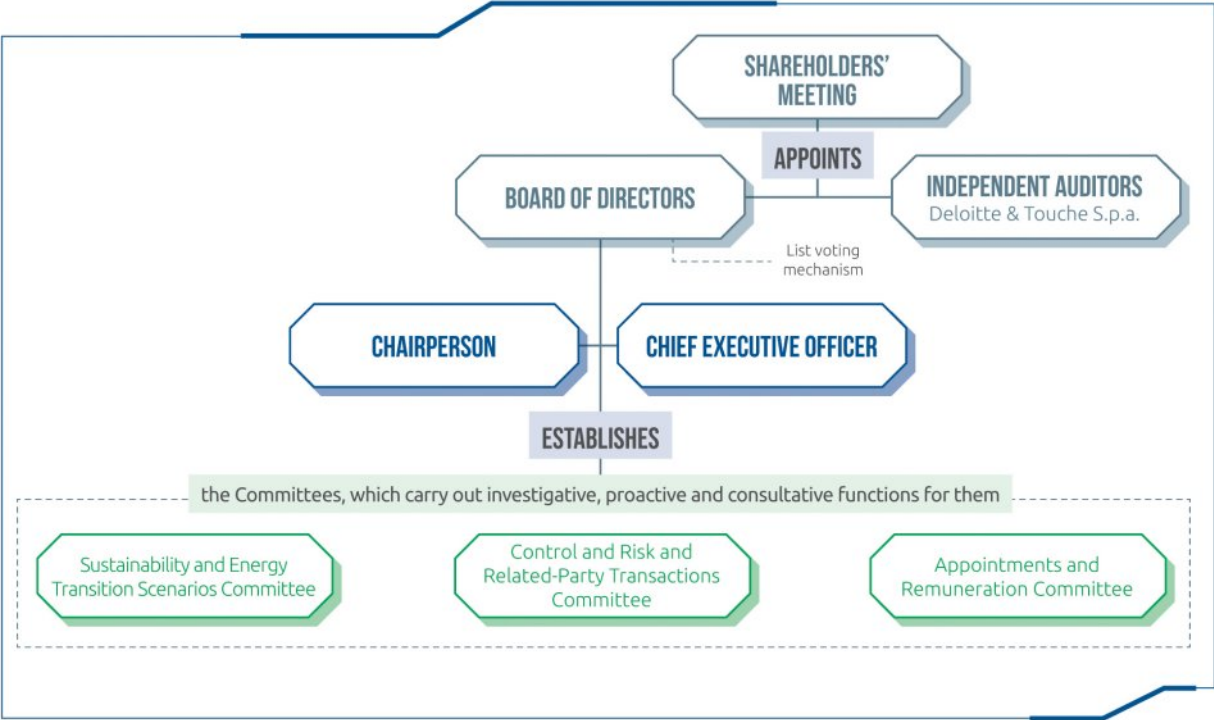 SHAREHOLDERS'
MEETING
APPOINTS
BOARD OF DIRECTORS
INDEPENDENT AUDITORS
Deloitte & Touche S.p.a.
List voting
mechanism
CHAIRPERSON
CHIEF EXECUTIVE OFFICER
ESTABLISHES
the Committees, which carry out investigative, proactive and consultative functions for them
Sustainability and Energy
Transition Scenarios Committee
Control and Risk and
Related-Party Transactions
Committee
Appointments and
Remuneration Committee